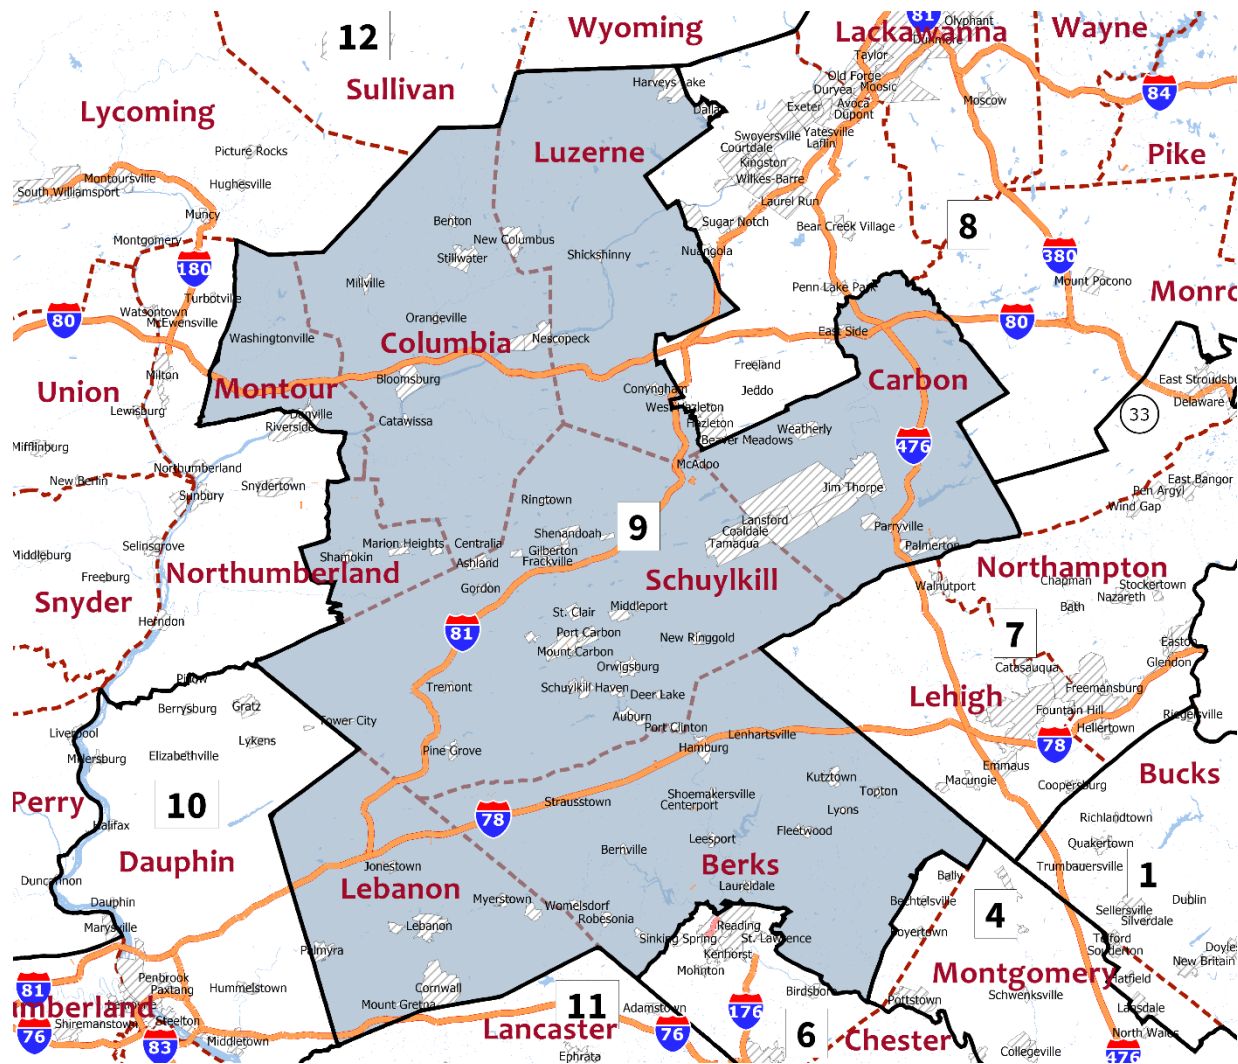 81
Olyphant
12
Wyoming
Lackawanna
Wayne
Dunmore
Taylor
Sullivan
Harveys Lake
Old Forge
Duryea
Moosic
84
Lycoming
Exeter
Avoca
Dupont
Moscow
Dalla
Swoyersville
Yatesville
Picture Rocks
Luzerne
Courtdale
Laflin
Pike
Kingston
Montoursville
Hughesville
Wilkes-Barre
South Williamsport
Laurel Run
Muncy
Benton
Sugar Notch
Bear Creek Village
8
Montgomery
New Columbus
Stillwater
Shickshinny
Nuangola
380
180
Millville
Penn Lake Park
Mount Pocono
Turbotville
Monro
Watsontown
McEwensville
80
Orangeville
East Side
80
Washingtonville
Columbia
Nescopeck
Freeland
Milton
Bloomsburg
Carbon
East Stroudsbu
Union
Montour
Conyngham
Jeddo
Delaware W
Lewisburg
Danville
Riverside
Catawissa
West Hazleton
Hazleton
33
Mifflinburg
Beaver Meadows
Weatherly
476
Northumberland
McAdoo
New Berlin
Snydertown
East Bangor
Sunbury
Ringtown
Jim Thorpe
Pen Argyl
Wind Gap
9
Lansford
Coaldale
Tamaqua
Parryville
Selinsgrove
Marion Heights
Centralia
Shenandoah
Palmerton
Middleburg
Shamokin
Ashland
Gilberton
Frackville
Northumberland
Freeburg
Schuylkill
Northampton
Gordon
Walnutport
Chapman
Stockertown
Nazareth
Snyder
Bath
Herndon
St. Clair
Middleport
81
Port Carbon
New Ringgold
7
Easton
Mount Carbon
Glendon
Orwigsburg
Catasauqua
Pillow
Tremont
Schuylkill Haven
Deer Lake
Freemansburg
Berrysburg
Gratz
Lehigh
Tower City
Auburn
Fountain Hill
Riegelsville
Port Clinton
Hellertown
Liverpool
Lykens
Lenhartsville
Millersburg
Elizabethville
Pine Grove
Hamburg
78
Emmaus
Macungie
Bucks
Kutztown
Coopersburg
Perry
10
Strausstown
Shoemakersville
Centerport
Topton
Lyons
78
Halifax
Richlandtown
Fleetwood
Leesport
Quakertown
Dauphin
Bernville
Berks
Trumbauersville
Jonestown
1
Duncannon
Lebanon
Laureldale
Bally
Dauphin
Myerstown
Womelsdorf
Bechtelsville
4
Dublin
Robesonia
Sellersville
Silverdale
Marysville
Lebanon
Reading
Boyertown
Sinking Spring
St. Lawrence
Telford
Souderton
Palmyra
Kenhorst
Doyles
New Britain
Mohnton
Montgomery
Hatfield
Penbrook
Paxtang
Hummelstown
Cornwall
Birdsboro
81
Pottstown
Schwenksville
Mount Gretna
11
Adamstown
Lansdale
mberland
Lemoyne
Shiremanstown
Steelton
176
76
83
Middletown
Lancaster
76
6
Chester
North Wales
Ephrata
Collegeville
476